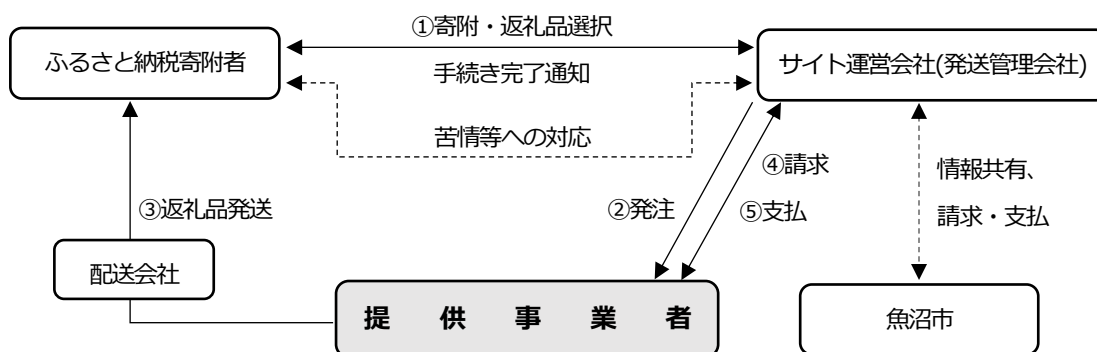 ①寄附・返礼品選択
ふるさと納税寄附者
手続き完了通知
サイト運営会社(発送管理会社)
苦情等への対応
④請求
情報共有、
③返礼品発送
②発注
⑤支払
請求・支払
配送会社
提供事業者
魚沼市